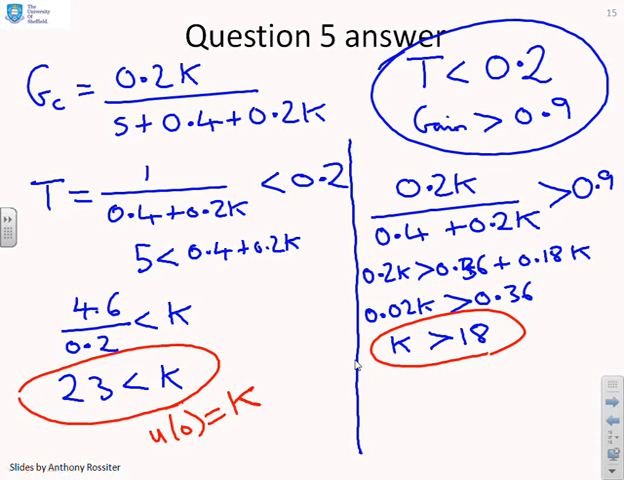 The
University
Of
Sheffield.
15
Question 5 answer
G_c = 0.2K / (s + 0.4 + 0.2K)
T < 0.2
Gain > 0.9
T = 1 / (0.4 + 0.2K) < 0.2
5 < 0.4 + 0.2K
4.6 / 0.2 < K
23 < K
u(0) = K
0.2K / (0.4 + 0.2K) > 0.9
0.2K > 0.36 + 0.18K
0.02K > 0.36
K > 18
Slides by Anthony Rossiter